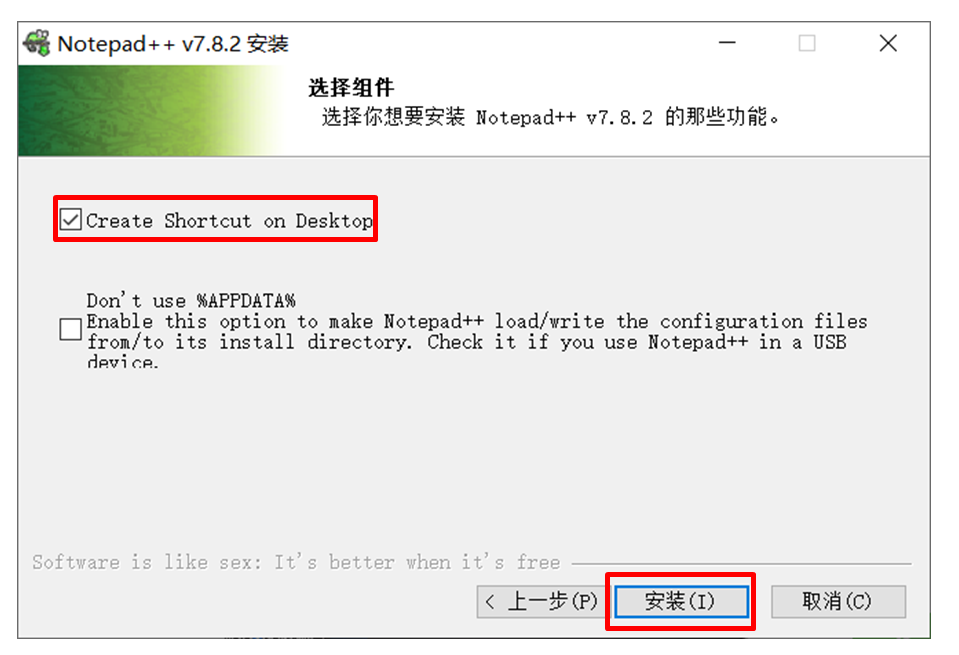 Notepad++ v7.8.2 安装
选择组件
选择你想要安装 Notepad++ v7.8.2 的那些功能。
Create Shortcut on Desktop
Don't use %APPDATA%
Enable this option to make Notepad++ load/write the configuration files
from/to its install directory. Check it if you use Notepad++ in a USB
device.
Software is like sex: It's better when it's free
< 上一步(P) 安装(I) 取消(C)